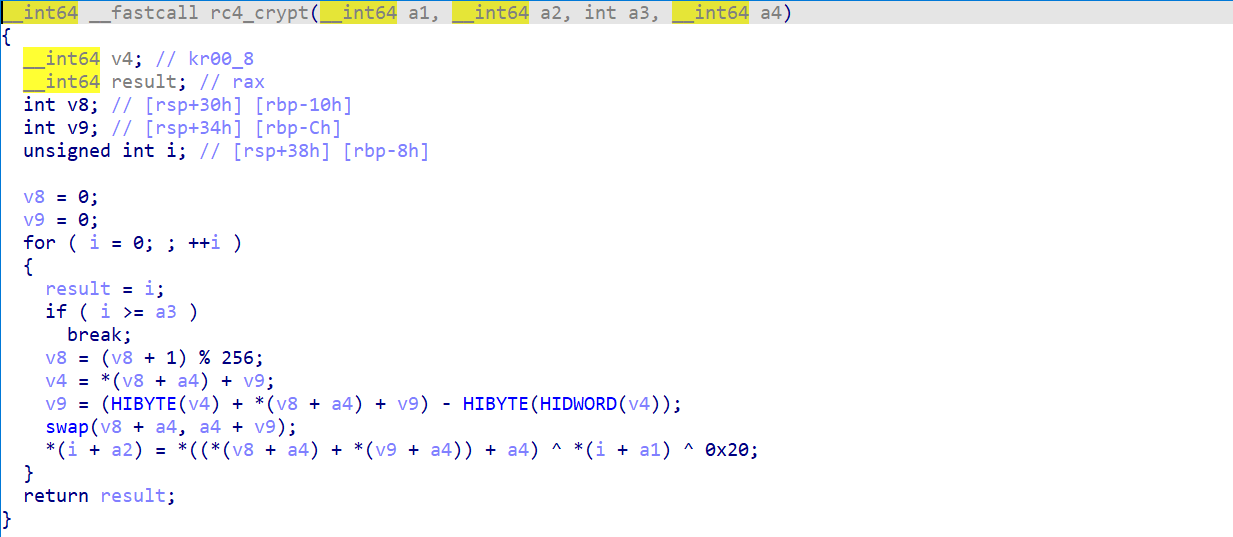 __int64 __fastcall rc4_crypt(__int64 a1, __int64 a2, int a3, __int64 a4)
{
  __int64 v4; // kr00_8
  __int64 result; // rax
  int v8; // [rsp+30h] [rbp-10h]
  int v9; // [rsp+34h] [rbp-Ch]
  unsigned int i; // [rsp+38h] [rbp-8h]

  v8 = 0;
  v9 = 0;
  for ( i = 0; ; ++i )
  {
    result = i;
    if ( i >= a3 )
      break;
    v8 = (v8 + 1) % 256;
    v4 = *(v8 + a4) + v9;
    v9 = (HIBYTE(v4) + *(v8 + a4) + v9) - HIBYTE(HIDWORD(v4));
    swap(v8 + a4, a4 + v9);
    *(i + a2) = *((*(v8 + a4) + *(v9 + a4)) + a4) ^ *(i + a1) ^ 0x20;
  }
  return result;
}